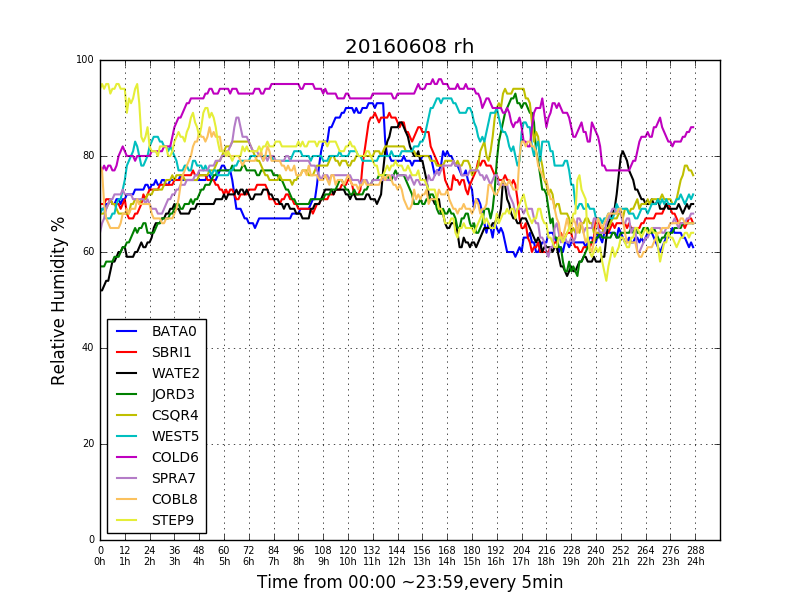 20160608 rh
100
80
60
40
20
0
Relative Humidity %
BATA0
SBRI1
WATE2
JORD3
CSQR4
WEST5
COLD6
SPRA7
COBL8
STEP9
0 12 24 36 48 60 72 84 96 108 120 132 144 156 168 180 192 204 216 228 240 252 264 276 288
0h 1h 2h 3h 4h 5h 6h 7h 8h 9h 10h 11h 12h 13h 14h 15h 16h 17h 18h 19h 20h 21h 22h 23h 24h
Time from 00:00 ~23:59,every 5min